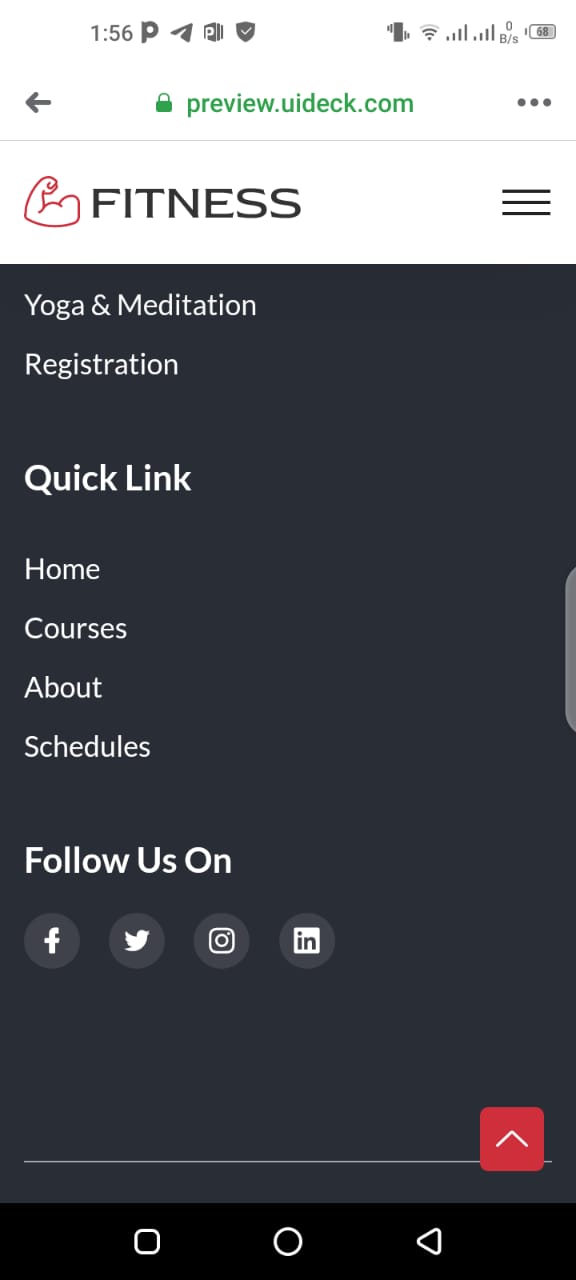 1:56
0
B/s
68
preview.uideck.com
FITNESS
Yoga & Meditation
Registration
Quick Link
Home
Courses
About
Schedules
Follow Us On